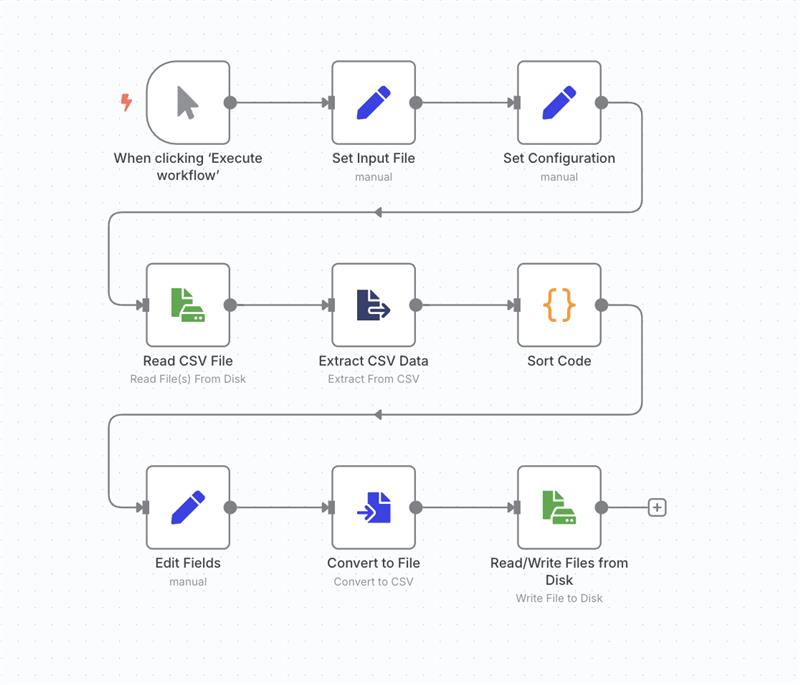 When clicking ‘Execute
workflow’
Set Input File
manual
Set Configuration
manual
Read CSV File
Read File(s) From Disk
Extract CSV Data
Extract From CSV
{}
Sort Code
Edit Fields
manual
Convert to File
Convert to CSV
Read/Write Files from
Disk
Write File to Disk